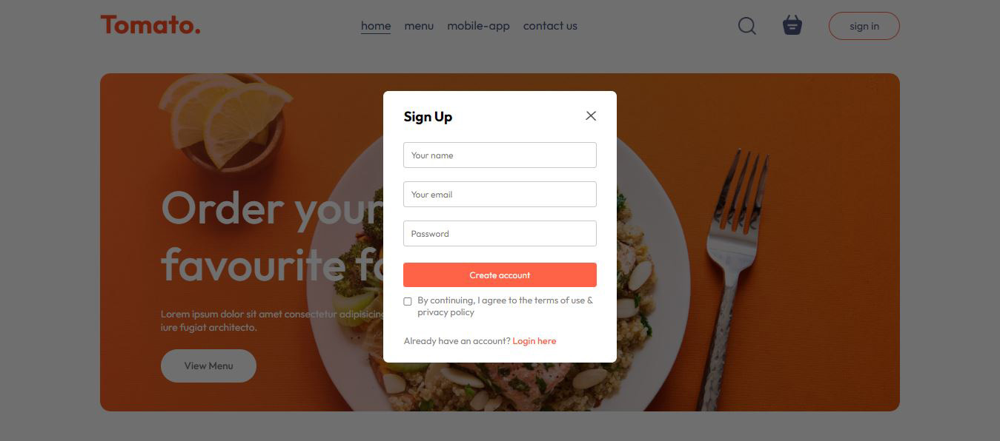 Tomato.
home menu mobile-app contact us
sign in
Sign Up
Your name
Your email
Password
Create account
By continuing, I agree to the terms of use &
privacy policy
Already have an account? Login here
Order your
favourite
Lorem ipsum dolor sit amet consectetur adipisicing
iure fugiat architecto.
View Menu